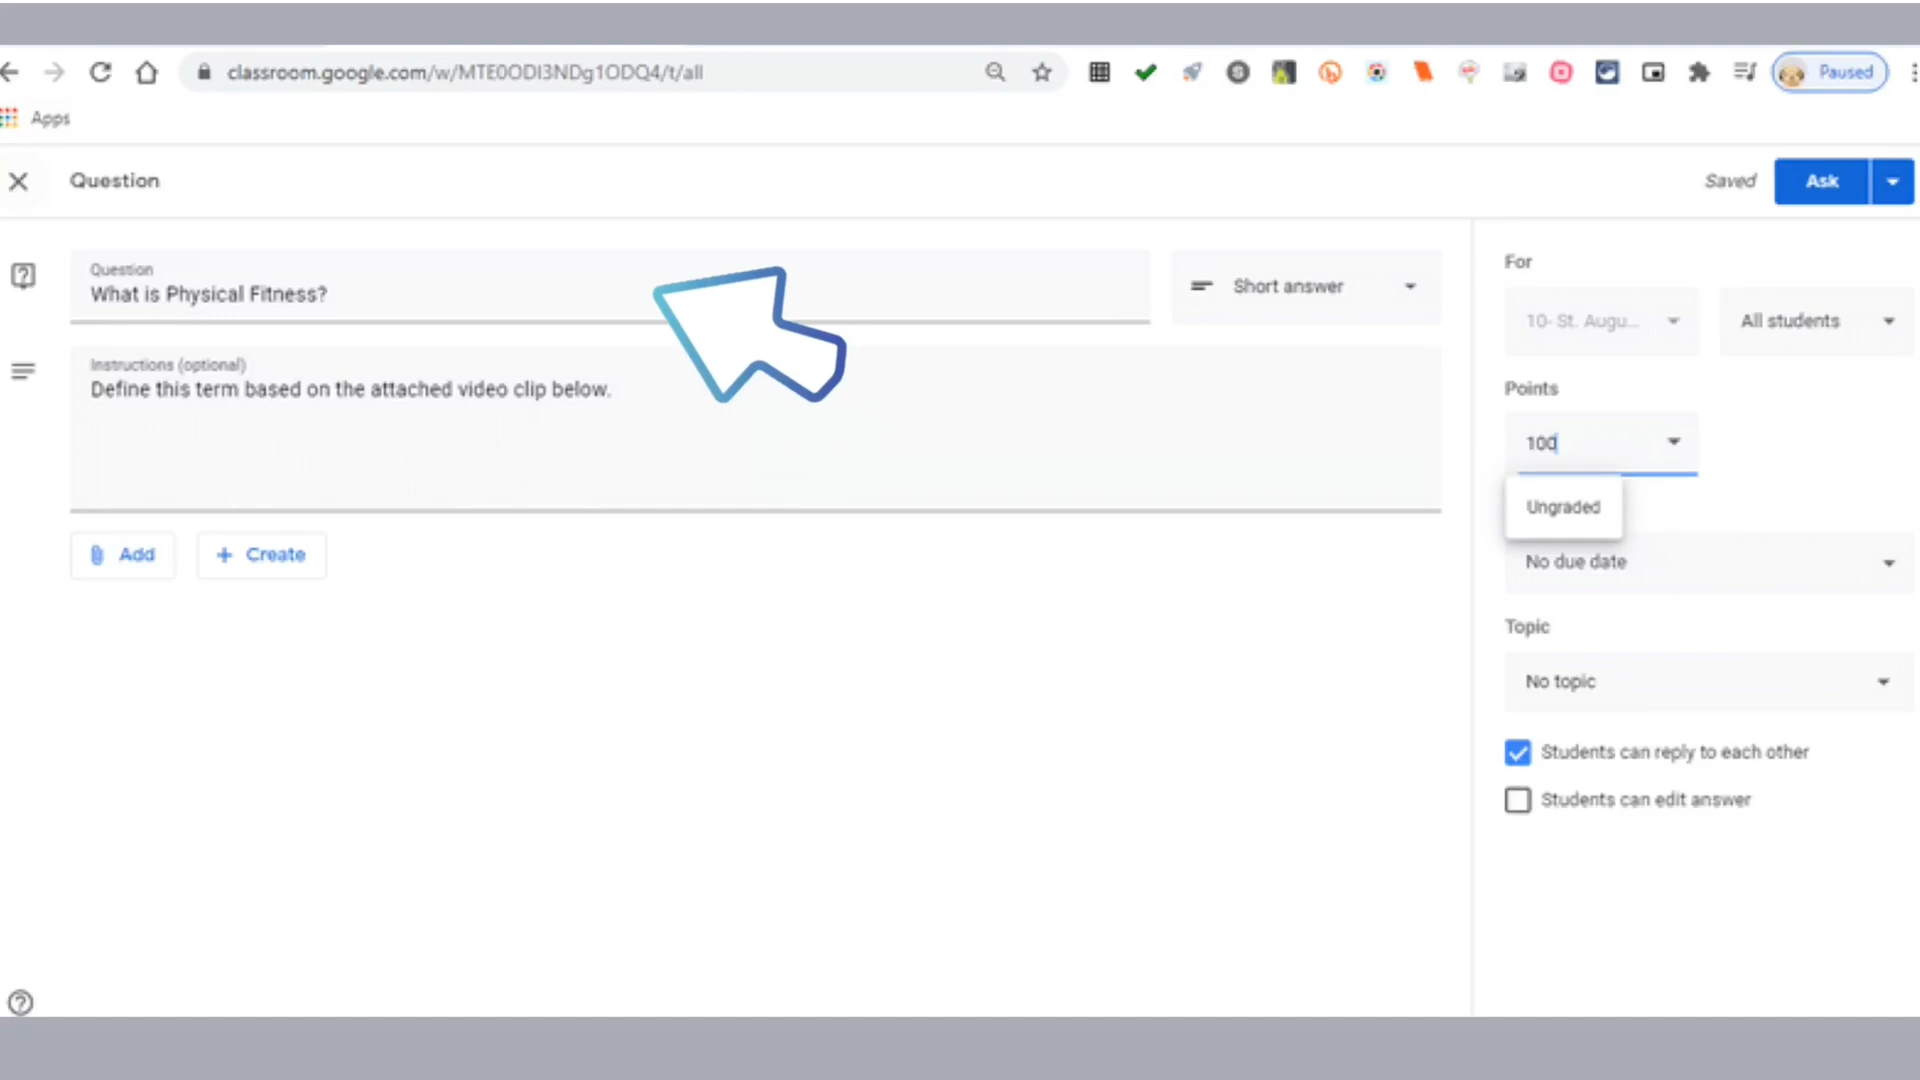 classroom.google.com/w/MTE0ODI3NDg1ODQ4/t/all
Paused
Apps
Question
Saved
Ask
Question
What is Physical Fitness?
Short answer
Instructions (optional)
Define this term based on the attached video clip below.
Add
Create
For
10- St. Augu...
All students
Points
100
Ungraded
No due date
Topic
No topic
Students can reply to each other
Students can edit answer